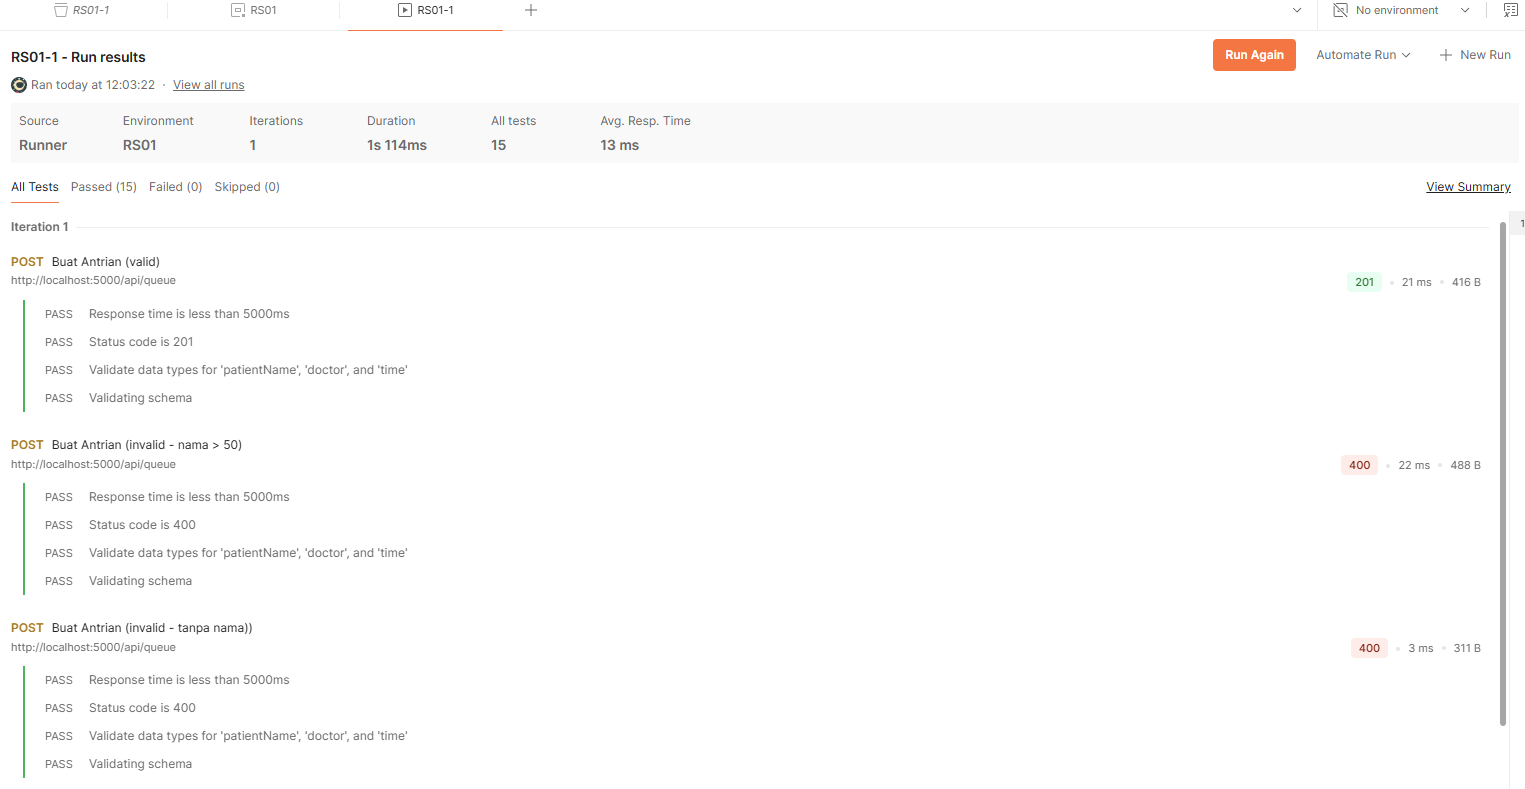 RS01-1 RS01 RS01-1 No environment
RS01-1 - Run results
Run Again Automate Run New Run
Ran today at 12:03:22 · View all runs
Source Environment Iterations Duration All tests Avg. Resp. Time
Runner RS01 1 1s 114ms 15 13 ms
All Tests Passed (15) Failed (0) Skipped (0) View Summary
Iteration 1
1
POST Buat Antrian (valid)
http://localhost:5000/api/queue
201 • 21 ms • 416 B
PASS Response time is less than 5000ms
PASS Status code is 201
PASS Validate data types for 'patientName', 'doctor', and 'time'
PASS Validating schema
POST Buat Antrian (invalid - nama > 50)
http://localhost:5000/api/queue
400 • 22 ms • 488 B
PASS Response time is less than 5000ms
PASS Status code is 400
PASS Validate data types for 'patientName', 'doctor', and 'time'
PASS Validating schema
POST Buat Antrian (invalid - tanpa nama))
http://localhost:5000/api/queue
400 • 3 ms • 311 B
PASS Response time is less than 5000ms
PASS Status code is 400
PASS Validate data types for 'patientName', 'doctor', and 'time'
PASS Validating schema